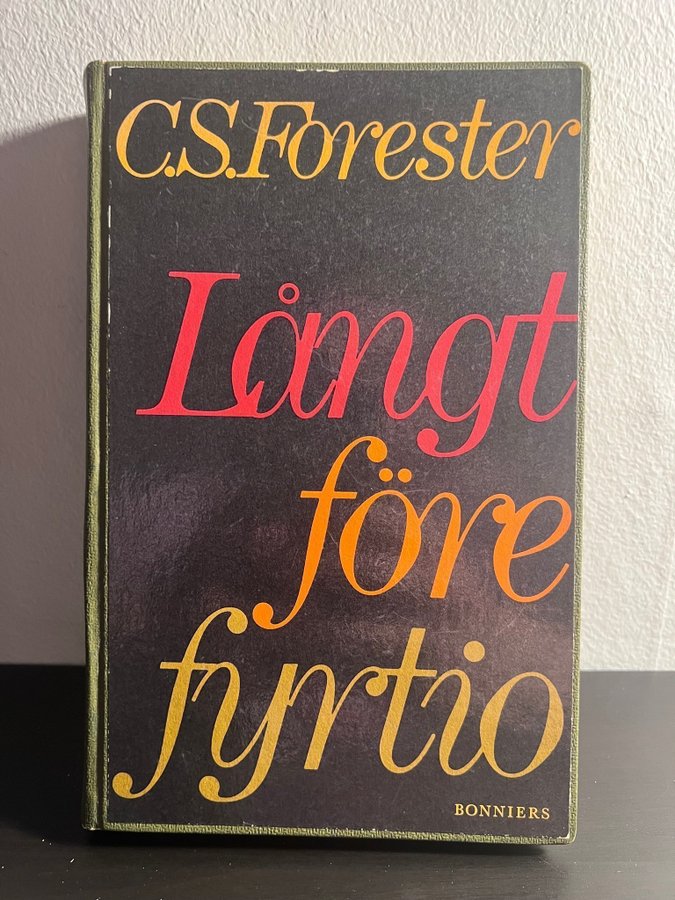 C.S.Forester
Långt
före
fyrtio
BONNIERS